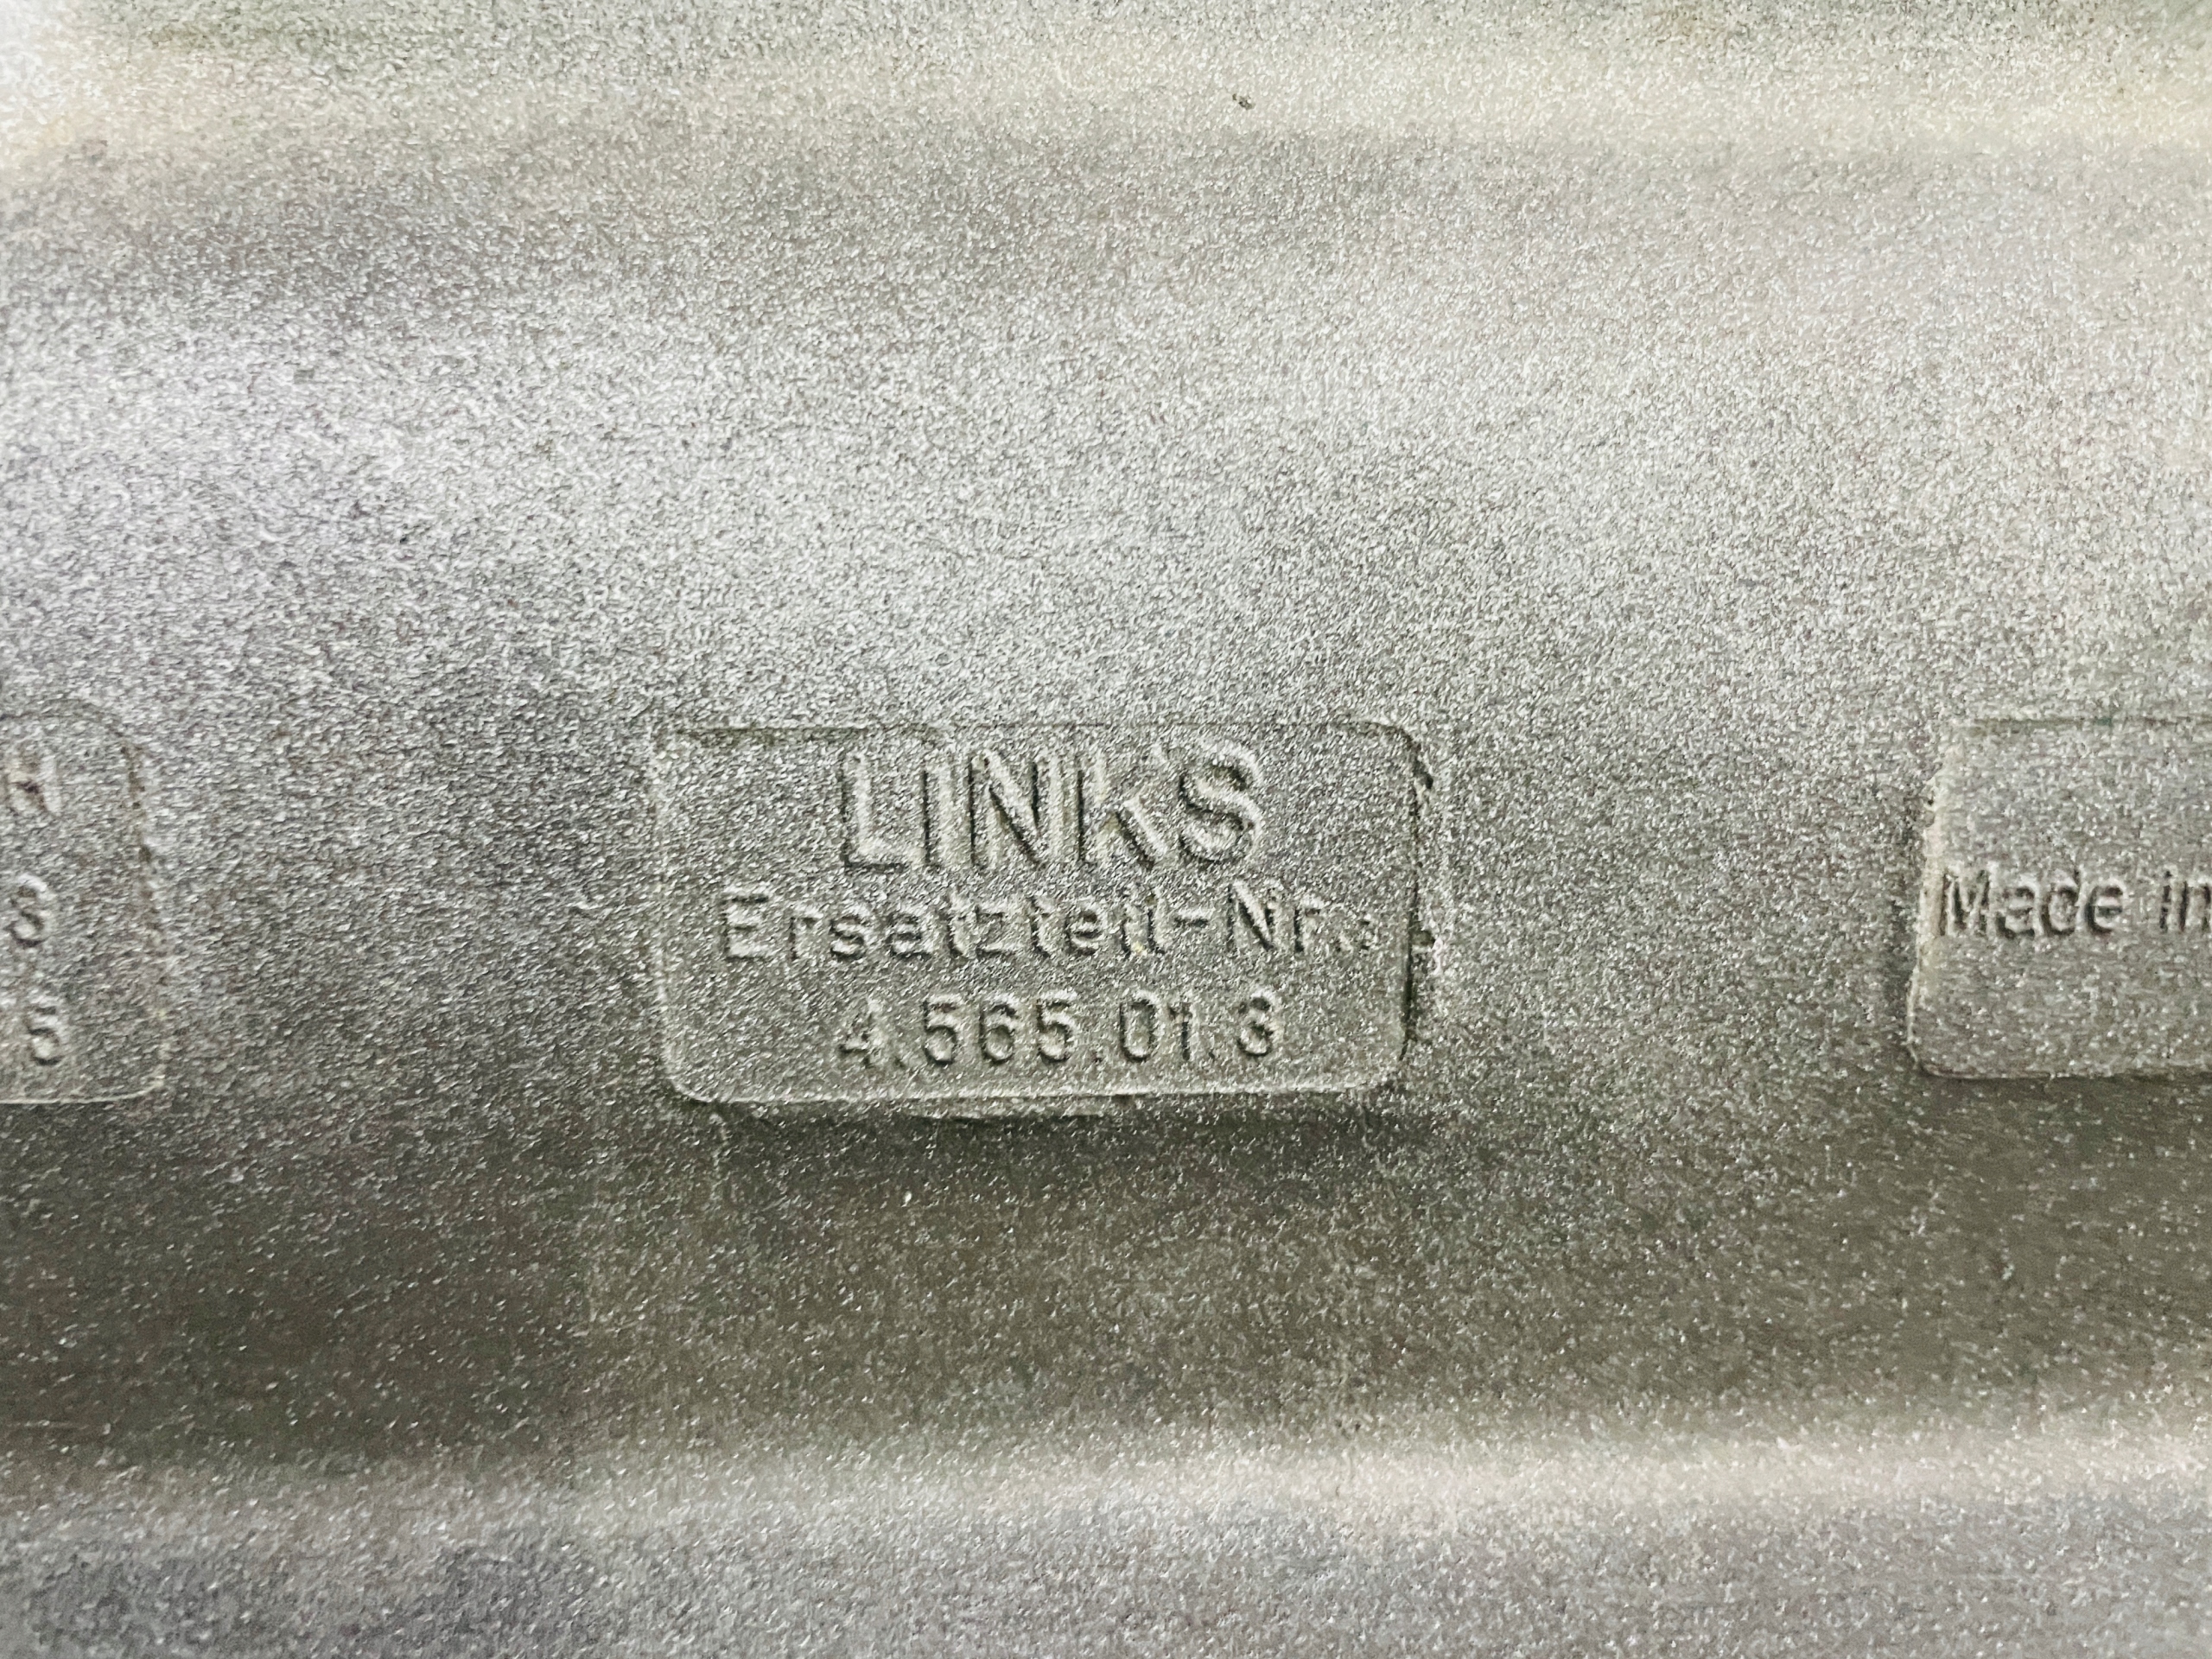 LINKS
Ersatzteil-Nr.:
4.565.01.3
Made in